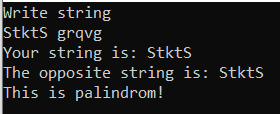 Write string
StktS grqvg
Your string is: StktS
The opposite string is: StktS
This is palindrom!